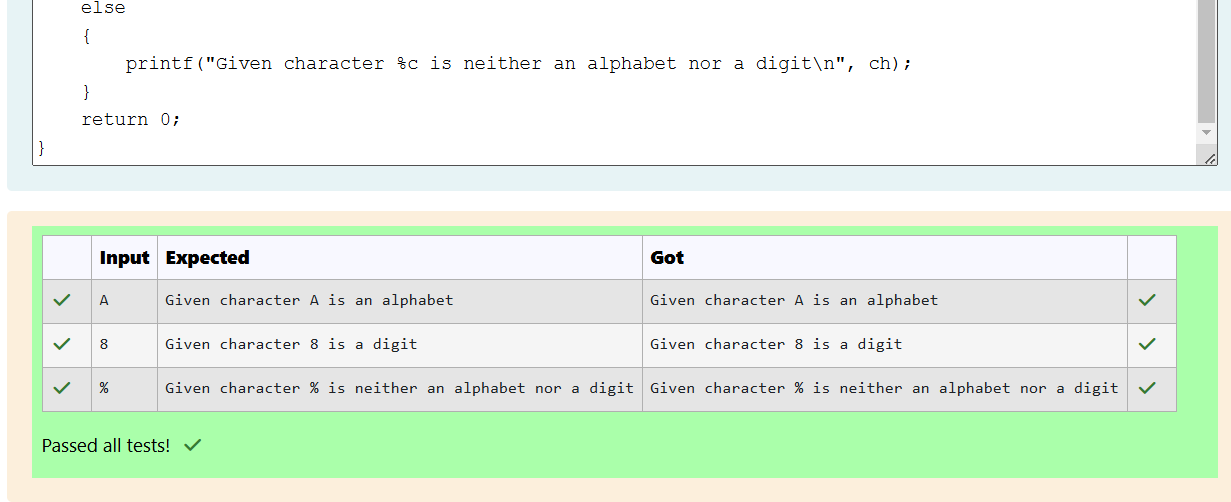 else
{
printf("Given character %c is neither an alphabet nor a digit\n", ch);
}
return 0;
}
Input Expected Got
A Given character A is an alphabet Given character A is an alphabet
8 Given character 8 is a digit Given character 8 is a digit
% Given character % is neither an alphabet nor a digit Given character % is neither an alphabet nor a digit
Passed all tests!